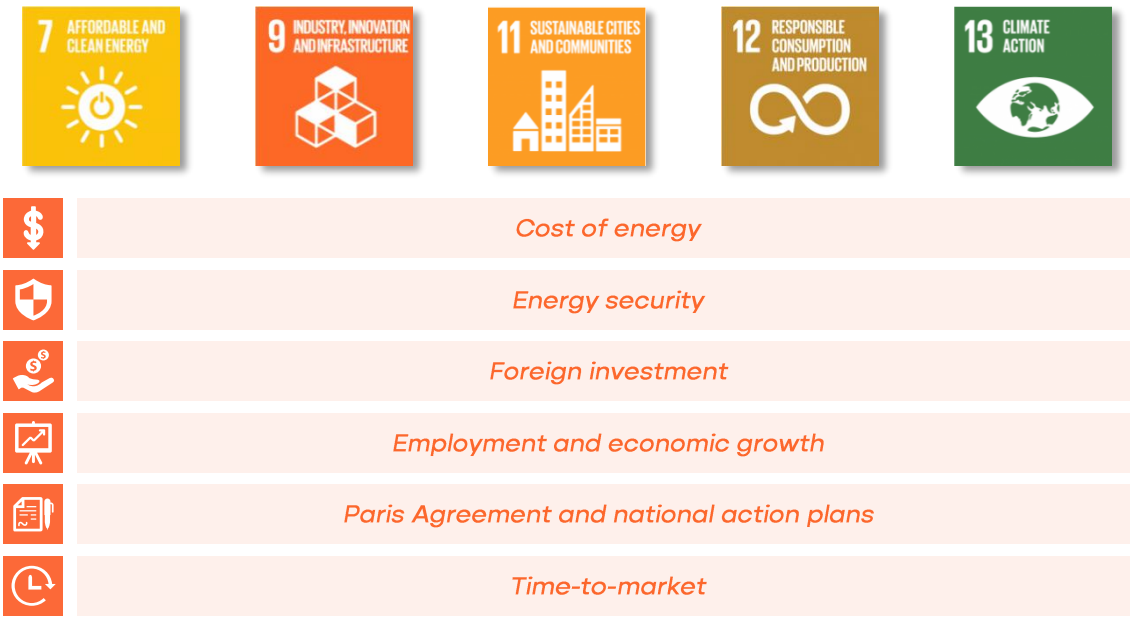 7 AFFORDABLE AND
CLEAN ENERGY
9 INDUSTRY, INNOVATION
AND INFRASTRUCTURE
11 SUSTAINABLE CITIES
AND COMMUNITIES
12 RESPONSIBLE
CONSUMPTION
AND PRODUCTION
13 CLIMATE
ACTION
Cost of energy
Energy security
Foreign investment
Employment and economic growth
Paris Agreement and national action plans
Time-to-market